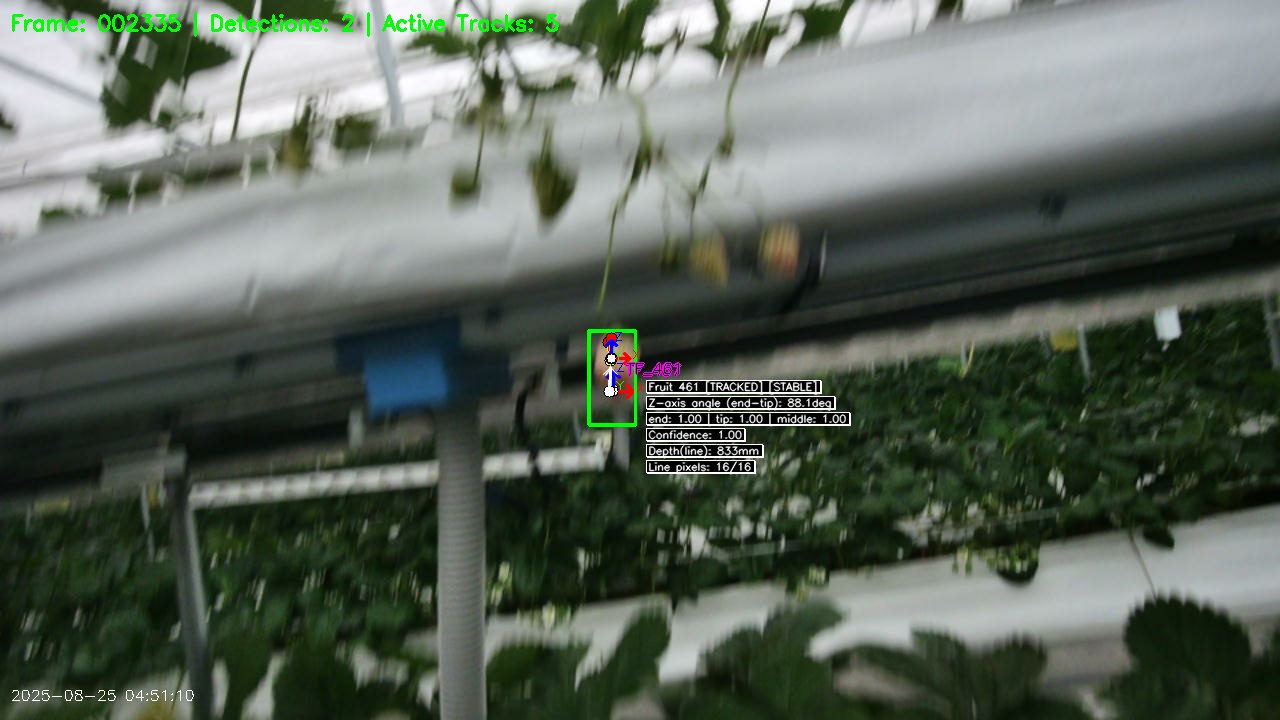 Frame: 002335 | Detections: 2 | Active Tracks: 5
TF_461
Fruit 461 [TRACKED] [STABLE]
Z-axis angle (end-tip): 88.1deg
end: 1.00 | tip: 1.00 | middle: 1.00
Confidence: 1.00
Depth(line): 833mm
Line pixels: 16/16
2025-08-25 04:51:10